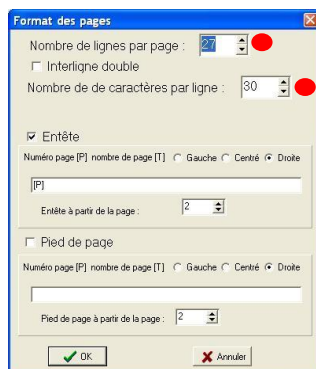 Format des pages
Nombre de lignes par page : 27
Interligne double
Nombre de de caractères par ligne : 30
Entête
Numéro page [P] nombre de page [T] Gauche Centré Droite
[P]
Entête à partir de la page : 2
Pied de page
Numéro page [P] nombre de page [T] Gauche Centré Droite
Pied de page à partir de la page : 2
OK Annuler